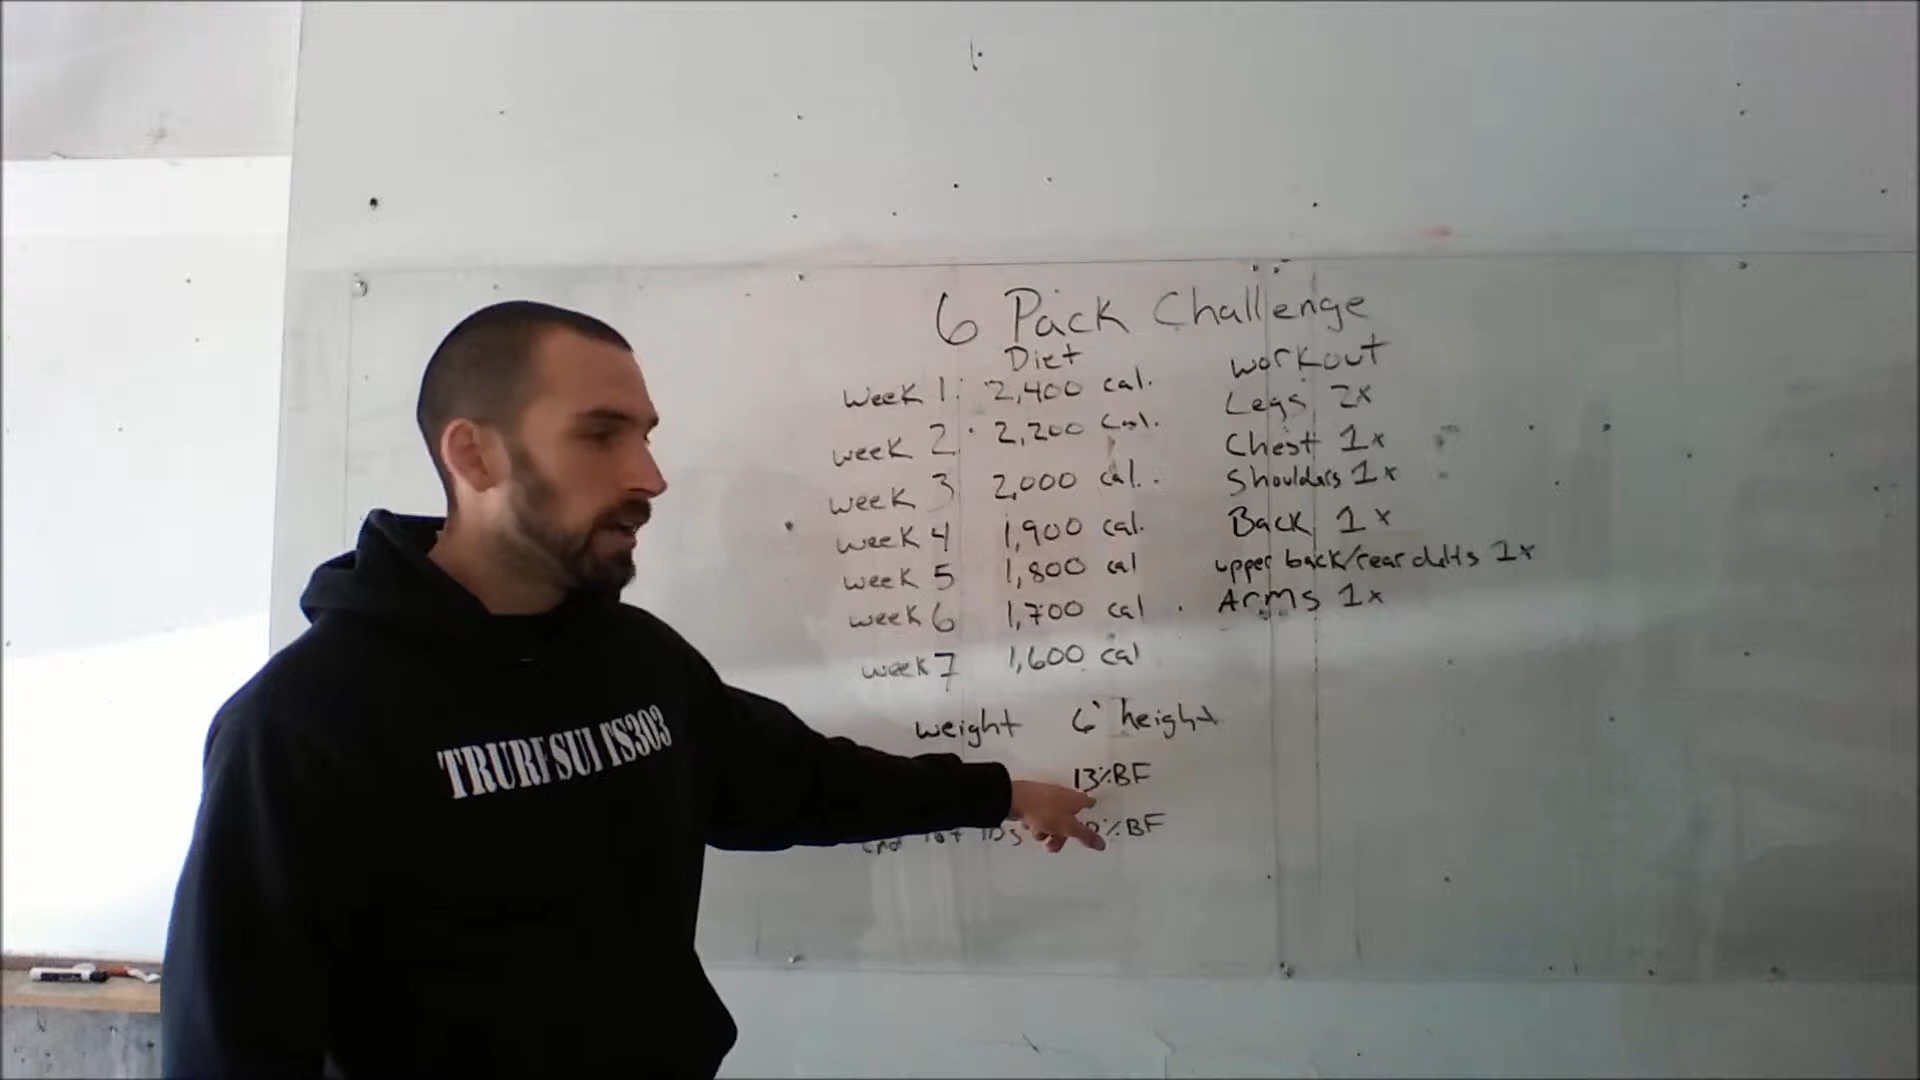 6 Pack Challenge
Diet
workout
week 1: 2,400 cal.
Legs 2x
week 2 2,200 cal.
Chest 1x
week 3 2,000 cal.
Shoulders 1x
week 4 1,900 cal.
Back 1x
week 5 1,800 cal
upper back/rear delts 1x
week 6 1,700 cal
Arms 1x
week 7 1,600 cal
weight 6' height
13%BF
End lbs %BF